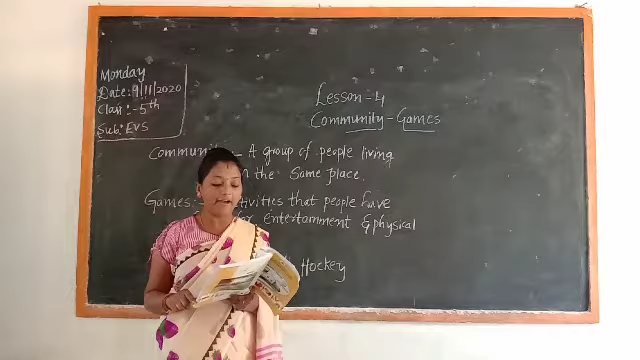 Monday
Date: 9/11/2020
Class: - 5th
Sub: EVS
Lesson - 4
Community - Games
A group of people living
the Same place.
Games:
that people have
for entertainment & physical
Hockey